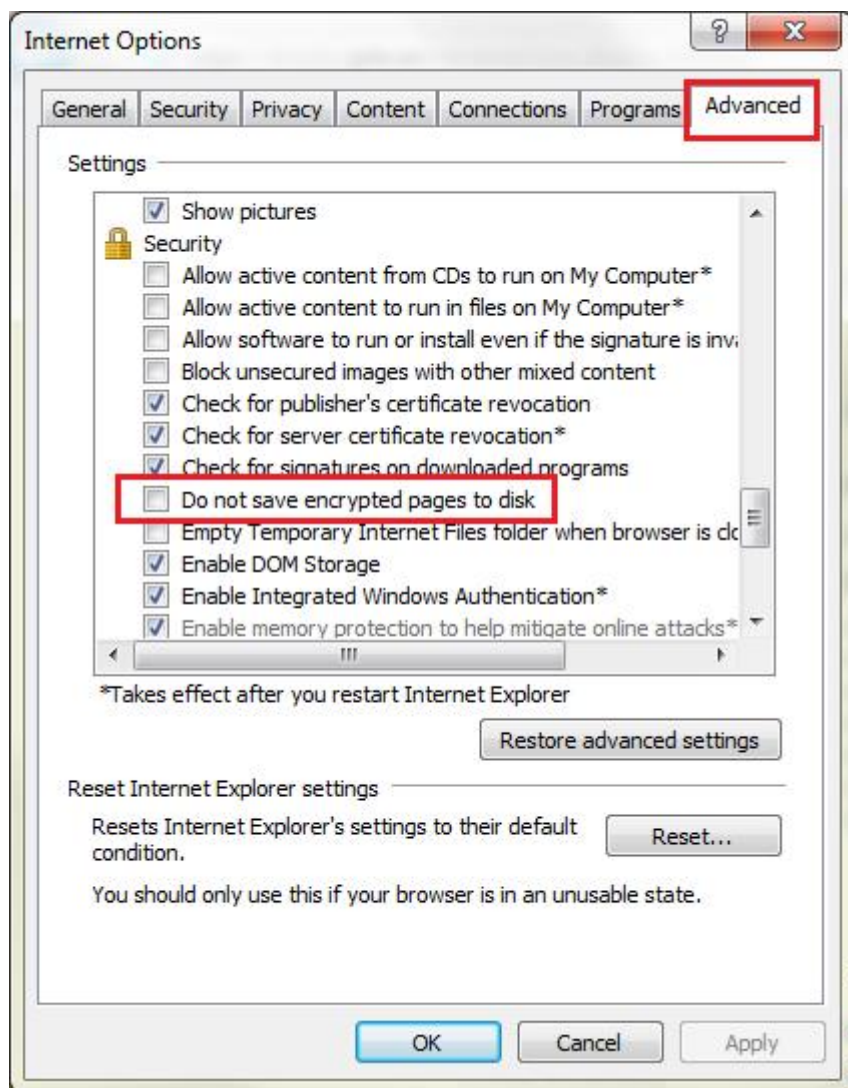 Internet Options
General Security Privacy Content Connections Programs Advanced
Settings
Show pictures
Security
Allow active content from CDs to run on My Computer*
Allow active content to run in files on My Computer*
Allow software to run or install even if the signature is inva
Block unsecured images with other mixed content
Check for publisher's certificate revocation
Check for server certificate revocation*
Check for signatures on downloaded programs
Do not save encrypted pages to disk
Empty Temporary Internet Files folder when browser is clo
Enable DOM Storage
Enable Integrated Windows Authentication*
Enable memory protection to help mitigate online attacks*
*Takes effect after you restart Internet Explorer
Restore advanced settings
Reset Internet Explorer settings
Resets Internet Explorer's settings to their default
condition.
Reset...
You should only use this if your browser is in an unusable state.
OK Cancel Apply